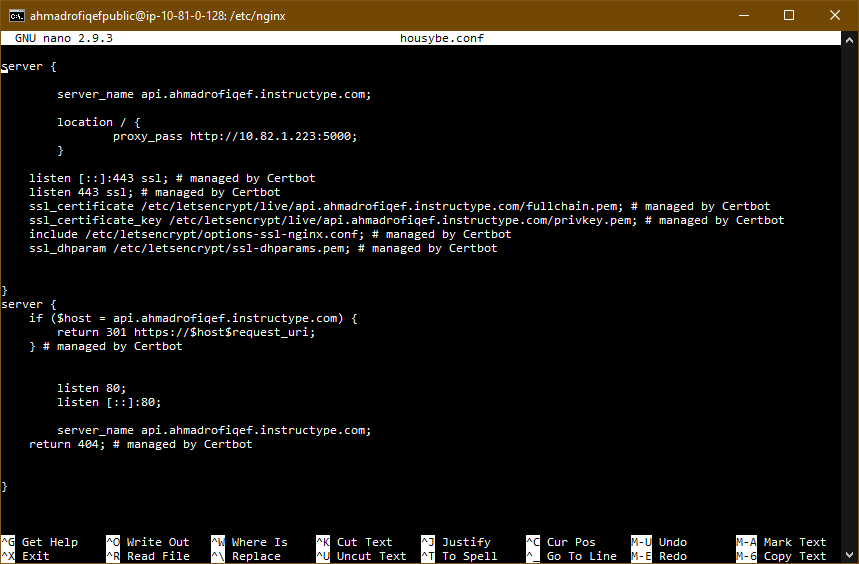 ahmadrofiqefpublic@ip-10-81-0-128: /etc/nginx
GNU nano 2.9.3 housybe.conf
server {
server_name api.ahmadrofiqef.instructype.com;
location / {
proxy_pass http://10.82.1.223:5000;
}
listen [::]:443 ssl; # managed by Certbot
listen 443 ssl; # managed by Certbot
ssl_certificate /etc/letsencrypt/live/api.ahmadrofiqef.instructype.com/fullchain.pem; # managed by Certbot
ssl_certificate_key /etc/letsencrypt/live/api.ahmadrofiqef.instructype.com/privkey.pem; # managed by Certbot
include /etc/letsencrypt/options-ssl-nginx.conf; # managed by Certbot
ssl_dhparam /etc/letsencrypt/ssl-dhparams.pem; # managed by Certbot
}
server {
if ($host = api.ahmadrofiqef.instructype.com) {
return 301 https://$host$request_uri;
} # managed by Certbot
listen 80;
listen [::]:80;
server_name api.ahmadrofiqef.instructype.com;
return 404; # managed by Certbot
}
^G Get Help ^O Write Out ^W Where Is ^K Cut Text ^J Justify ^C Cur Pos M-U Undo M-A Mark Text
^X Exit ^R Read File ^\ Replace ^U Uncut Text ^T To Spell ^_ Go To Line M-E Redo M-6 Copy Text